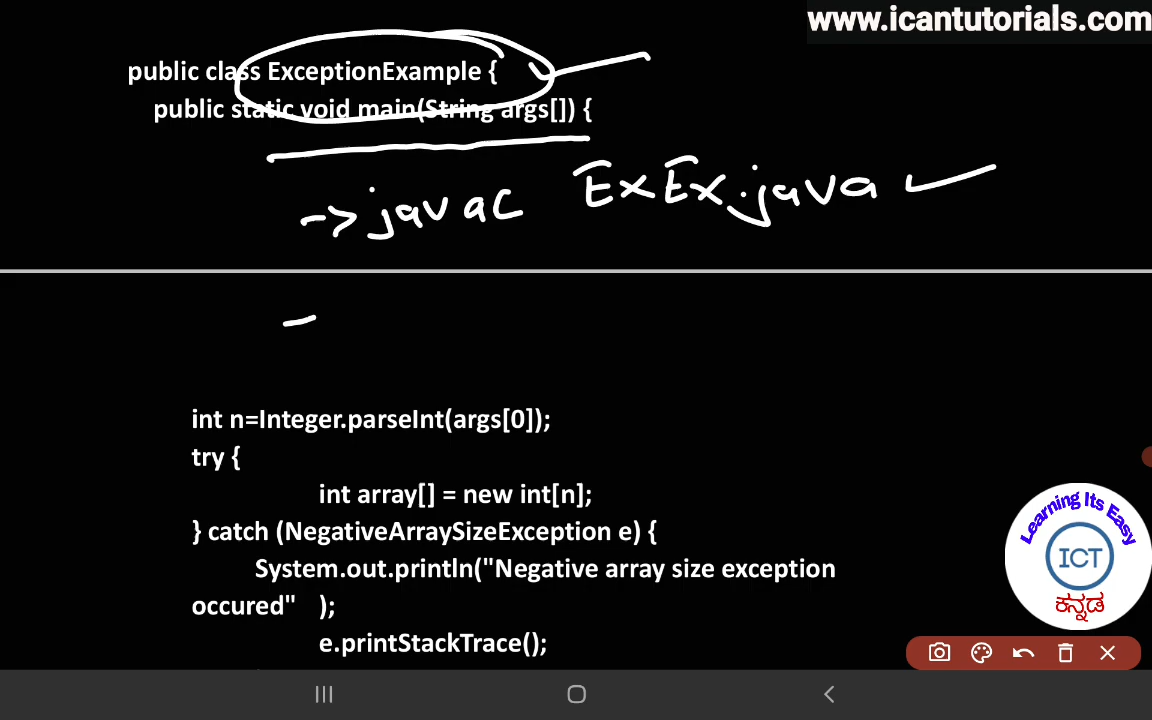 www.icantutorials.com
public class ExceptionExample {
public static void main(String args[]) {
-> javac ExEx.java
int n=Integer.parseInt(args[0]);
try {
int array[] = new int[n];
} catch (NegativeArraySizeException e) {
System.out.println("Negative array size exception
occured" );
e.printStackTrace();
Learning Its Easy
ICT
ಕನ್ನಡ